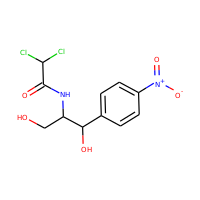 Cl Cl
O
O NH N+
HO O-
OH